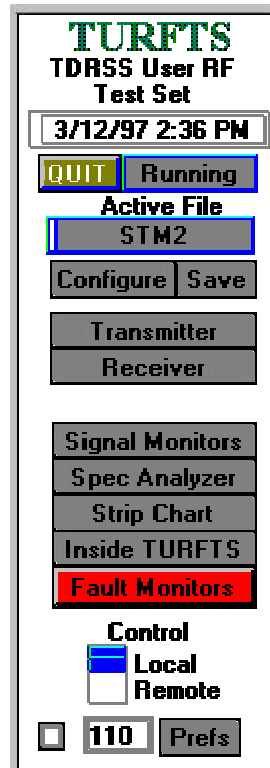 TURFTS
TDRSS User RF
Test Set
3/12/97 2:36 PM
QUIT Running
Active File
STM2
Configure Save
Transmitter
Receiver
Signal Monitors
Spec Analyzer
Strip Chart
Inside TURFTS
Fault Monitors
Control
Local
Remote
110 Prefs